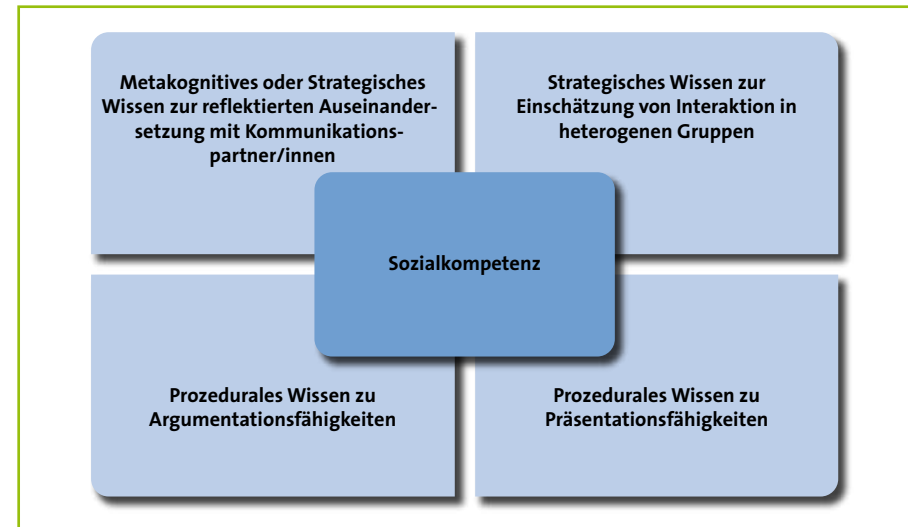 Metakognitives oder Strategisches
Wissen zur reflektierten Auseinander-
setzung mit Kommunikations-
partner/innen
Strategisches Wissen zur
Einschätzung von Interaktion in
heterogenen Gruppen
Sozialkompetenz
Prozedurales Wissen zu
Argumentationsfähigkeiten
Prozedurales Wissen zu
Präsentationsfähigkeiten